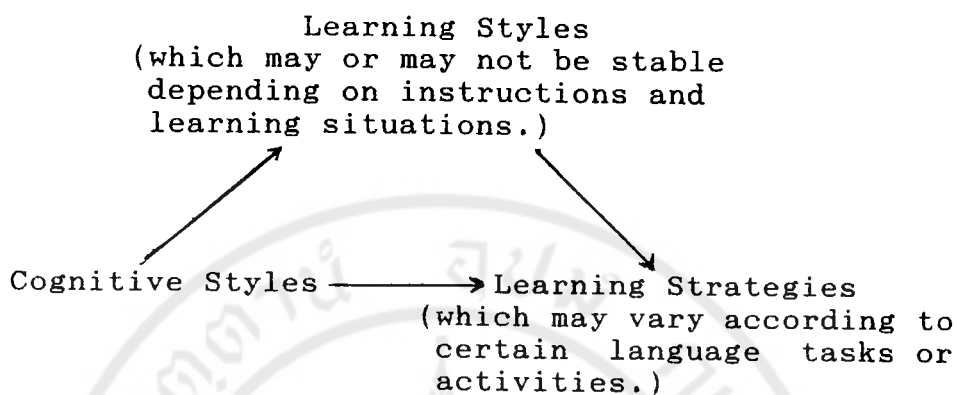 Learning Styles
(which may or may not be stable
depending on instructions and
learning situations.)
Cognitive Styles
Learning Strategies
(which may vary according to
certain language tasks or
activities.)